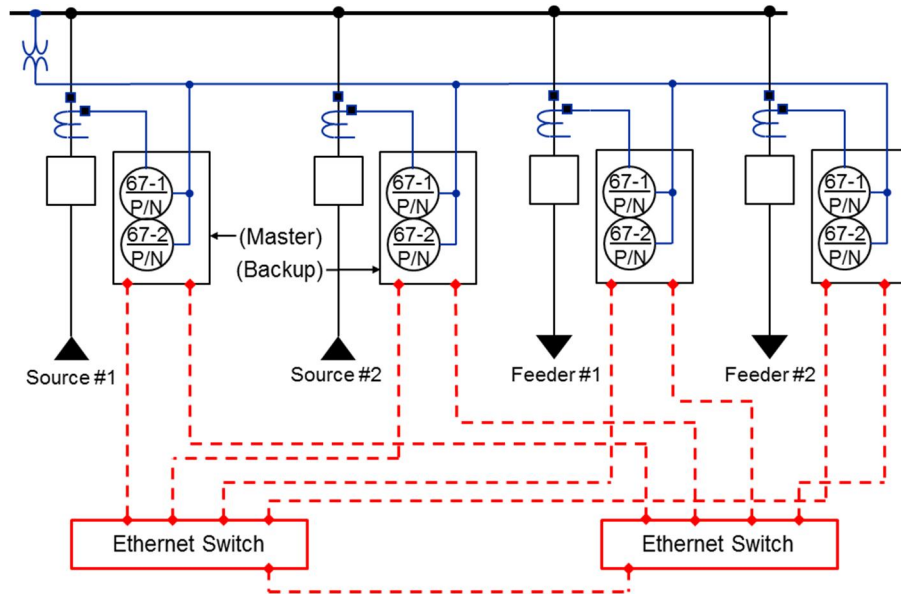 67-1
P/N
67-2
P/N
67-1
P/N
67-2
P/N
67-1
P/N
67-2
P/N
67-1
P/N
67-2
P/N
(Master)
(Backup)
Source #1
Source #2
Feeder #1
Feeder #2
Ethernet Switch
Ethernet Switch